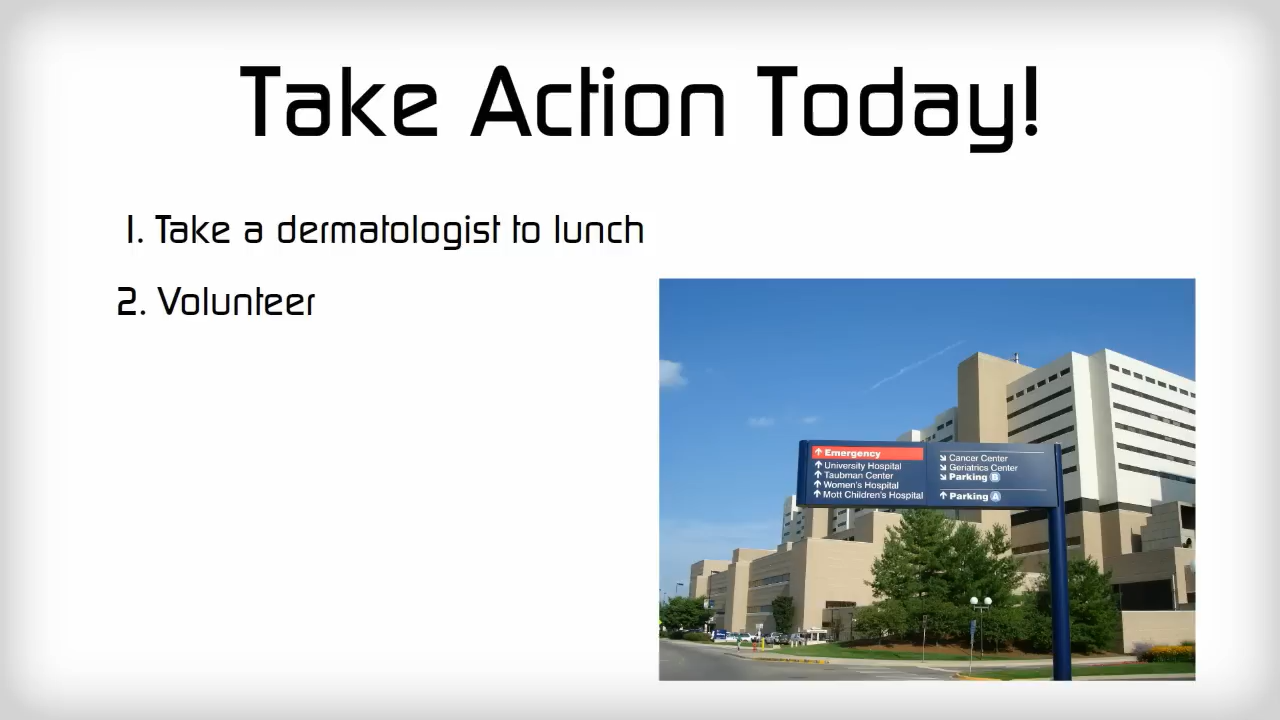 Take Action Today!
1. Take a dermatologist to lunch
2. Volunteer
Emergency
University Hospital
Taubman Center
Women's Hospital
Mott Children's Hospital
Cancer Center
Geriatrics Center
Parking B
Parking A